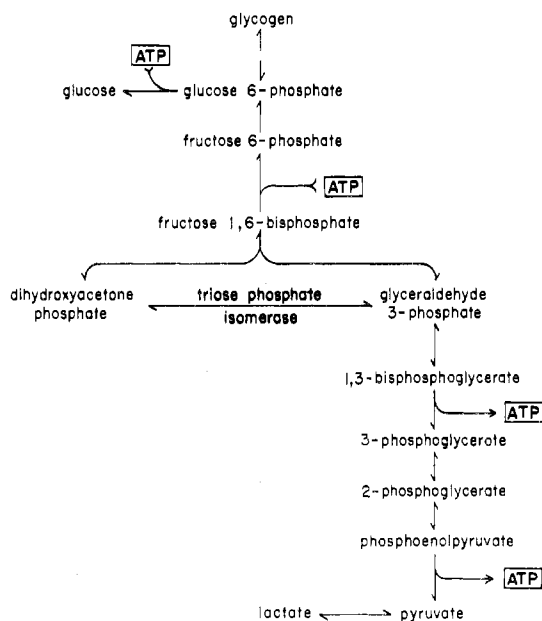 glycogen
ATP
glucose glucose 6-phosphate
fructose 6-phosphate
ATP
fructose 1,6-bisphosphate
dihydroxyacetone
phosphate
triose phosphate
isomerase
glyceraldehyde
3-phosphate
1,3-bisphosphoglycerate
ATP
3-phosphoglycerate
2-phosphoglycerate
phosphoenolpyruvate
ATP
lactate pyruvate